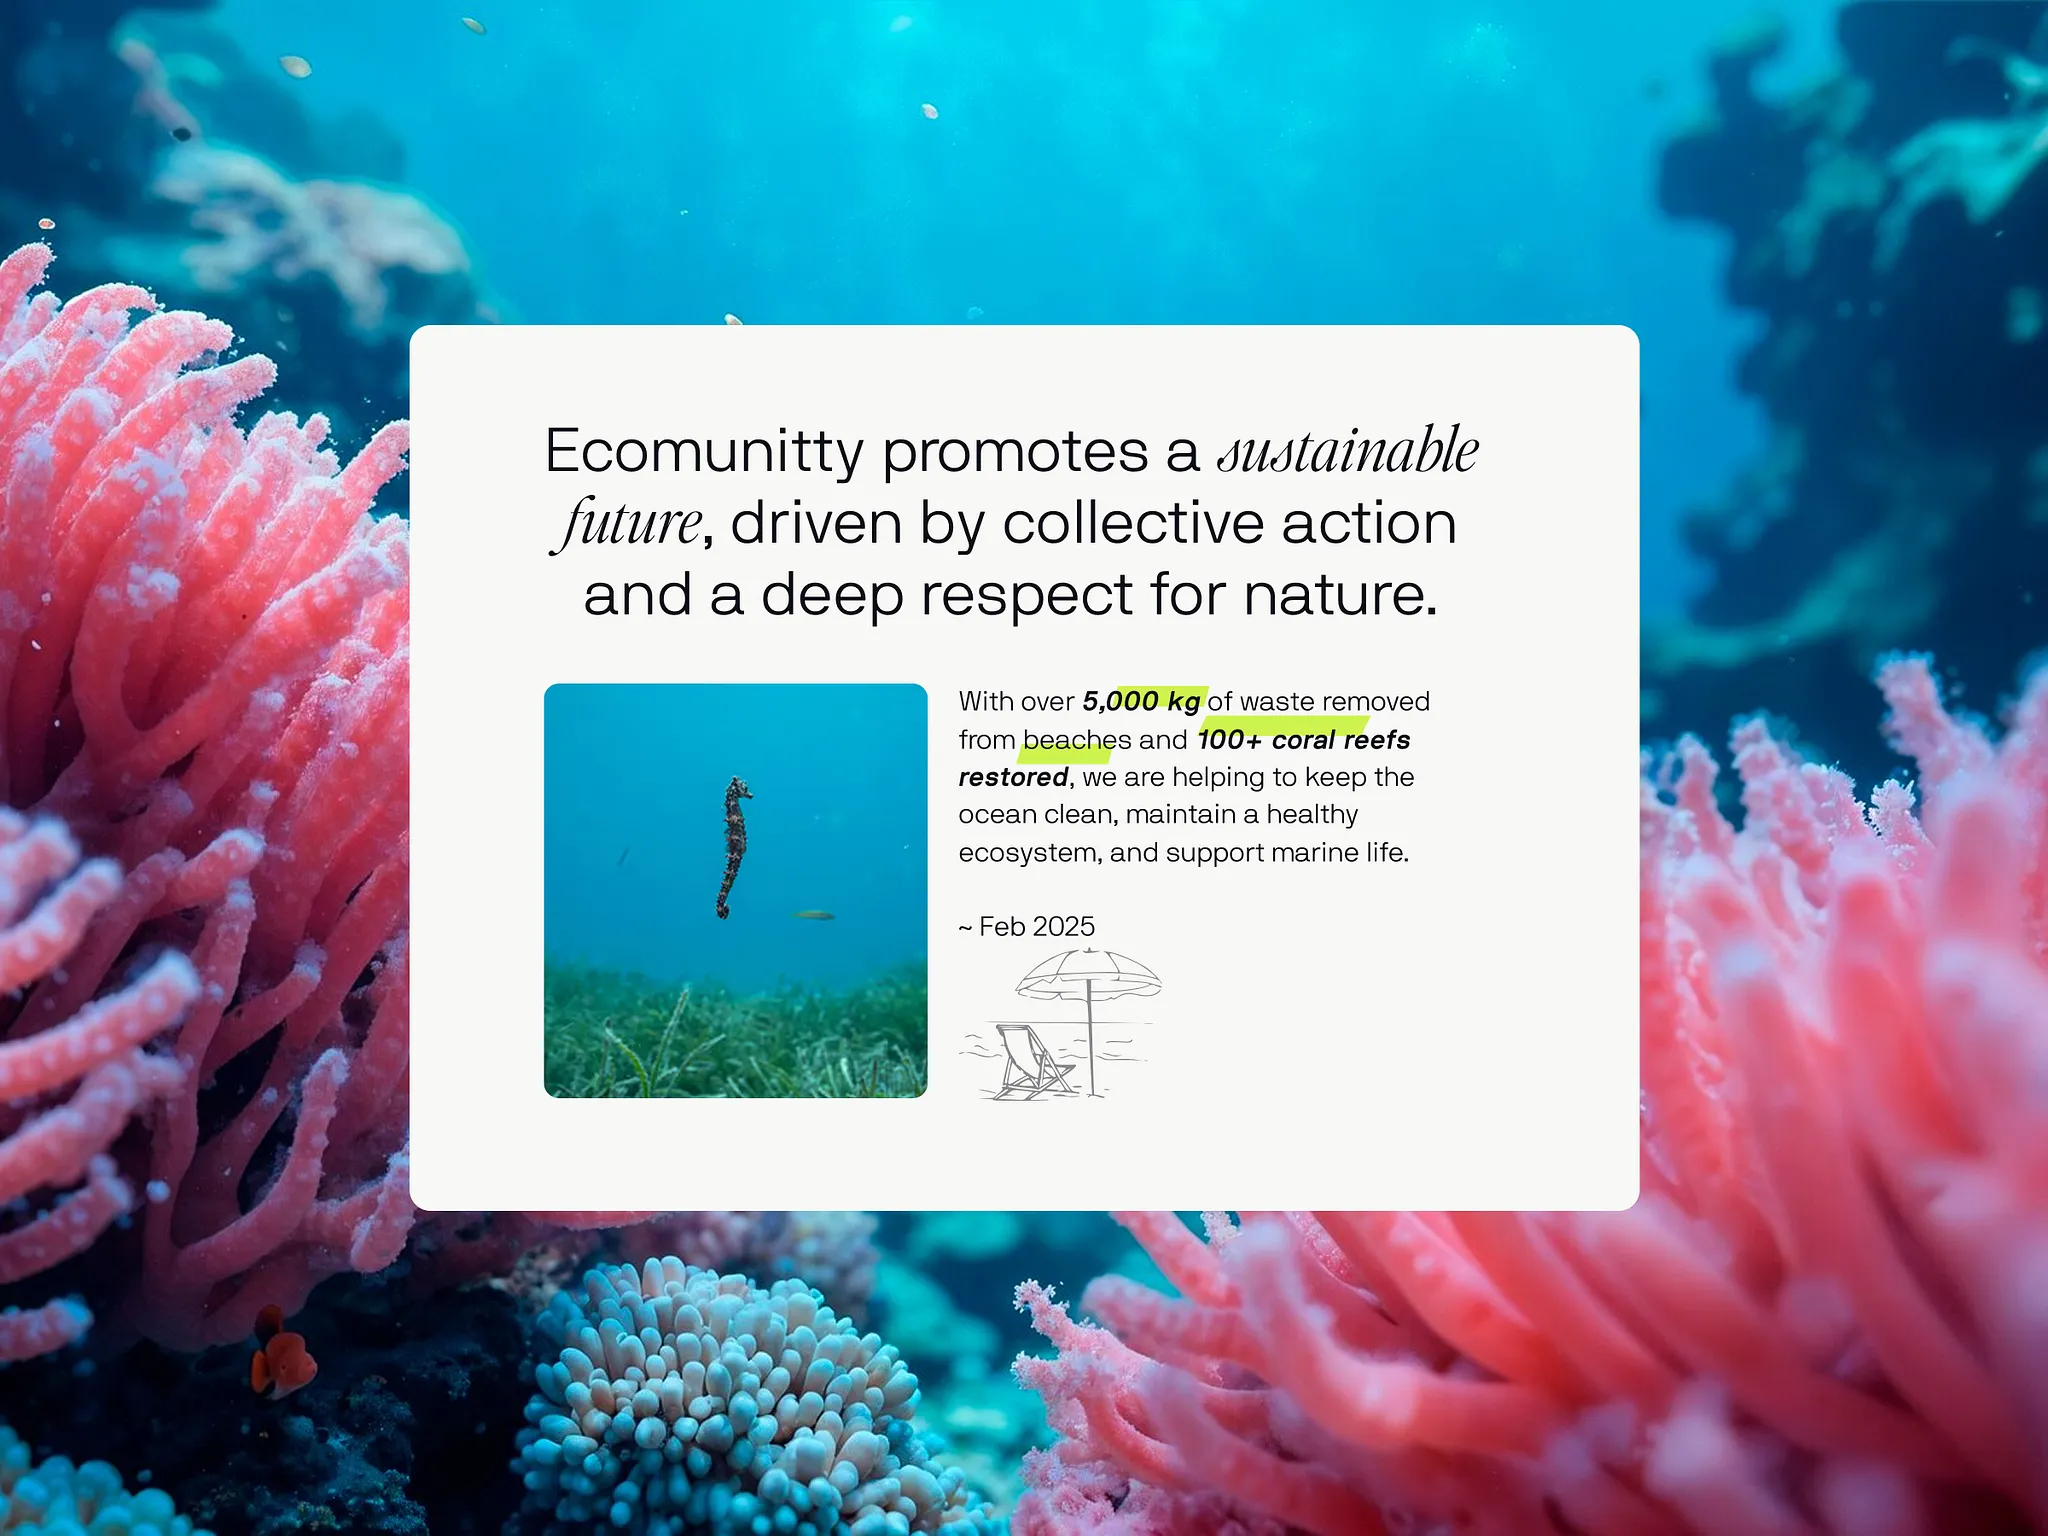 Ecomunitty promotes a sustainable
future, driven by collective action
and a deep respect for nature.
With over 5,000 kg of waste removed
from beaches and 100+ coral reefs
restored, we are helping to keep the
ocean clean, maintain a healthy
ecosystem, and support marine life.
~ Feb 2025